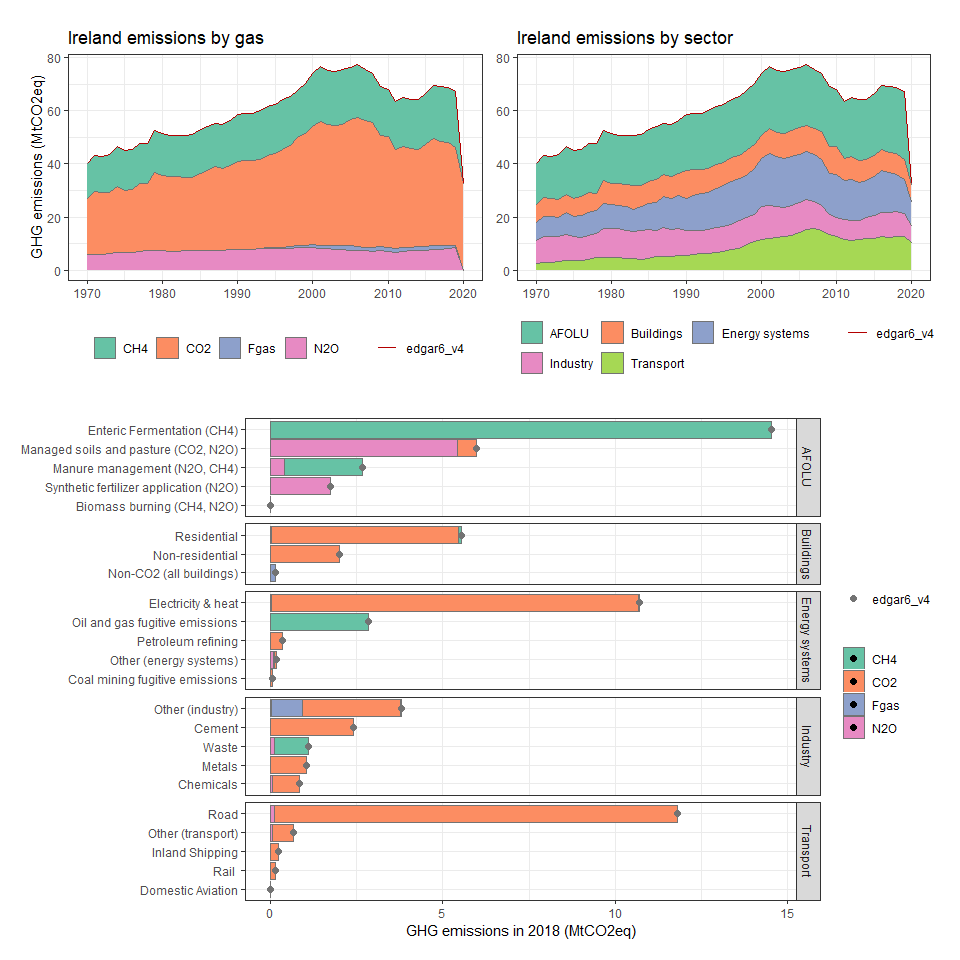 Ireland emissions by gas
GHG emissions (MtCO2eq)
80
60
40
20
0
1970 1980 1990 2000 2010 2020
CH4 CO2 Fgas N2O edgar6_v4
Ireland emissions by sector
80
60
40
20
0
1970 1980 1990 2000 2010 2020
AFOLU Buildings Energy systems edgar6_v4
Industry Transport
Enteric Fermentation (CH4)
Managed soils and pasture (CO2, N2O)
Manure management (N2O, CH4)
Synthetic fertilizer application (N2O)
Biomass burning (CH4, N2O)
AFOLU
Residential
Non-residential
Non-CO2 (all buildings)
Buildings
Electricity & heat
Oil and gas fugitive emissions
Petroleum refining
Other (energy systems)
Coal mining fugitive emissions
Energy systems
Other (industry)
Cement
Waste
Metals
Chemicals
Industry
Road
Other (transport)
Inland Shipping
Rail
Domestic Aviation
Transport
0 5 10 15
GHG emissions in 2018 (MtCO2eq)
edgar6_v4
CH4
CO2
Fgas
N2O